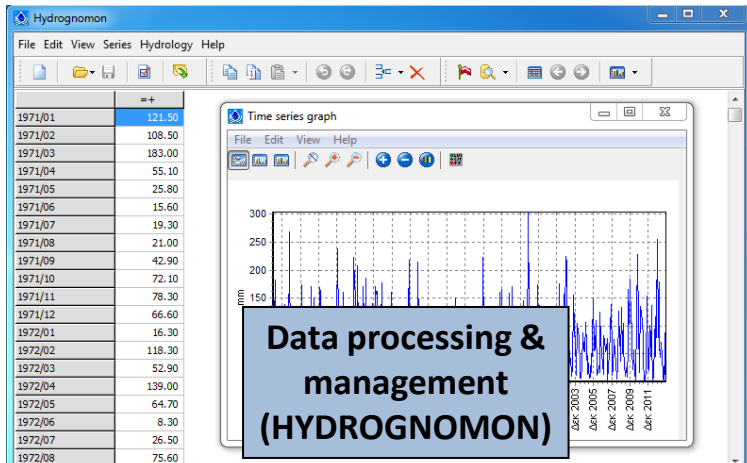 Hydrognomon
File Edit View Series Hydrology Help
=+
1971/01 121.50
1971/02 108.50
1971/03 183.00
1971/04 55.10
1971/05 25.80
1971/06 15.60
1971/07 19.30
1971/08 21.00
1971/09 42.90
1971/10 72.10
1971/11 78.30
1971/12 66.60
1972/01 16.30
1972/02 118.30
1972/03 52.90
1972/04 139.00
1972/05 64.70
1972/06 8.30
1972/07 26.50
1972/08 75.60
Time series graph
File Edit View Help
300
250
200
150
mm
Δεκ 2003
Δεκ 2005
Δεκ 2007
Δεκ 2009
Δεκ 2011
Data processing &
management
(HYDROGNOMON)